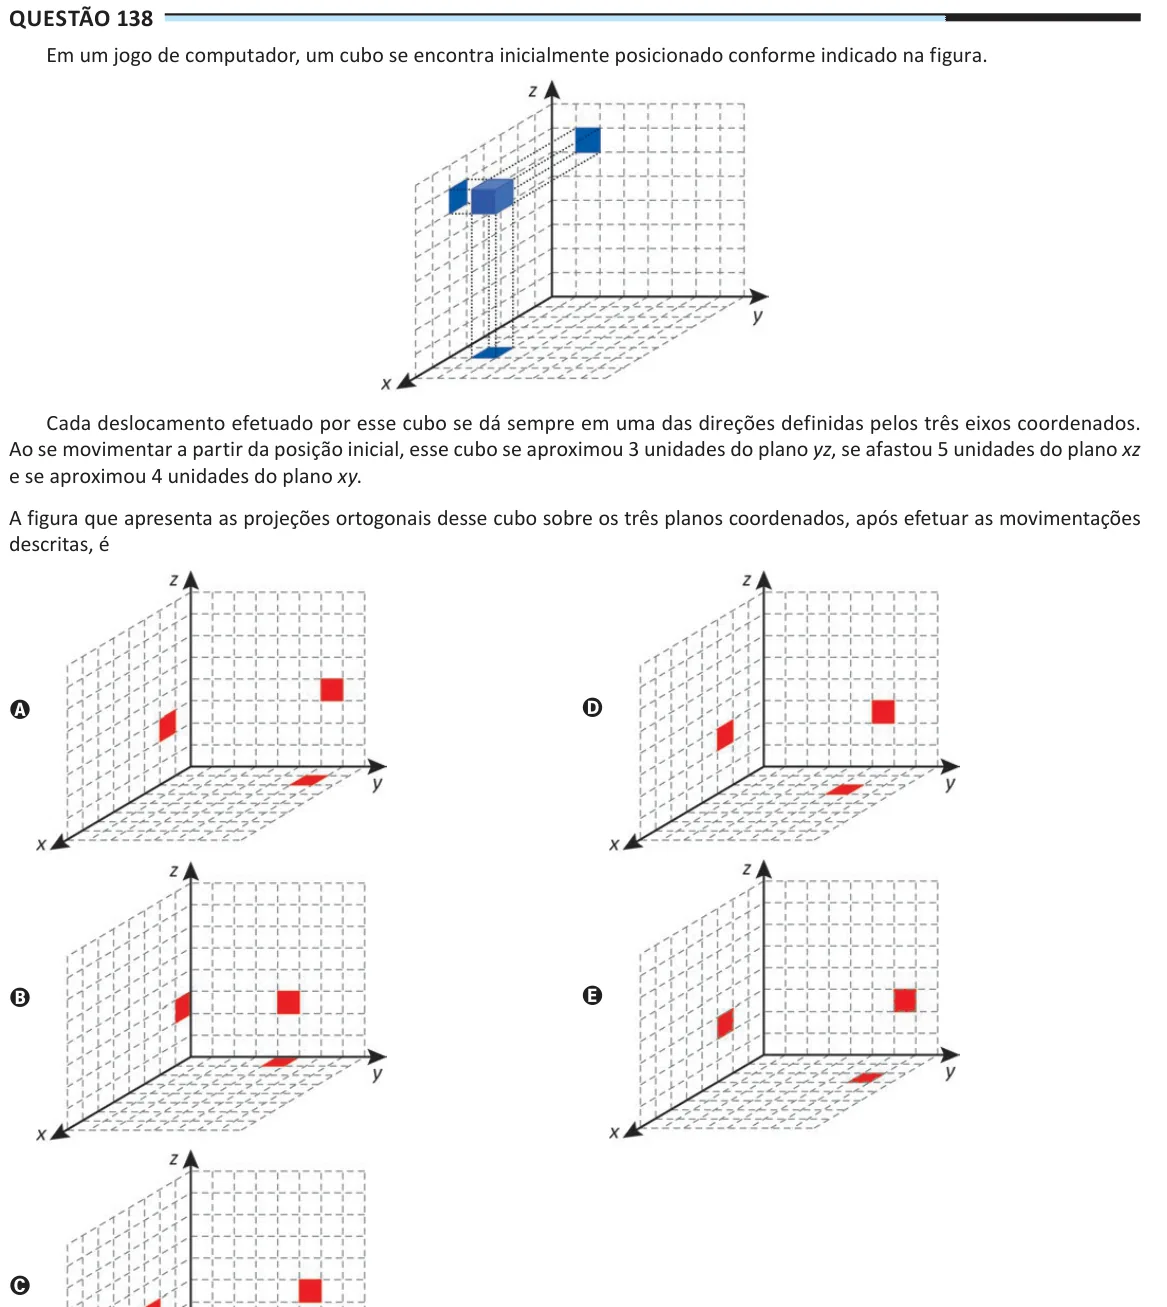 QUESTÃO 138
Em um jogo de computador, um cubo se encontra inicialmente posicionado conforme indicado na figura.
z
y
x
Cada deslocamento efetuado por esse cubo se dá sempre em uma das direções definidas pelos três eixos coordenados.
Ao se movimentar a partir da posição inicial, esse cubo se aproximou 3 unidades do plano yz, se afastou 5 unidades do plano xz
e se aproximou 4 unidades do plano xy.
A figura que apresenta as projeções ortogonais desse cubo sobre os três planos coordenados, após efetuar as movimentações
descritas, é
z
A
y
x
z
B
y
x
z
C
z
D
y
x
z
E
y
x